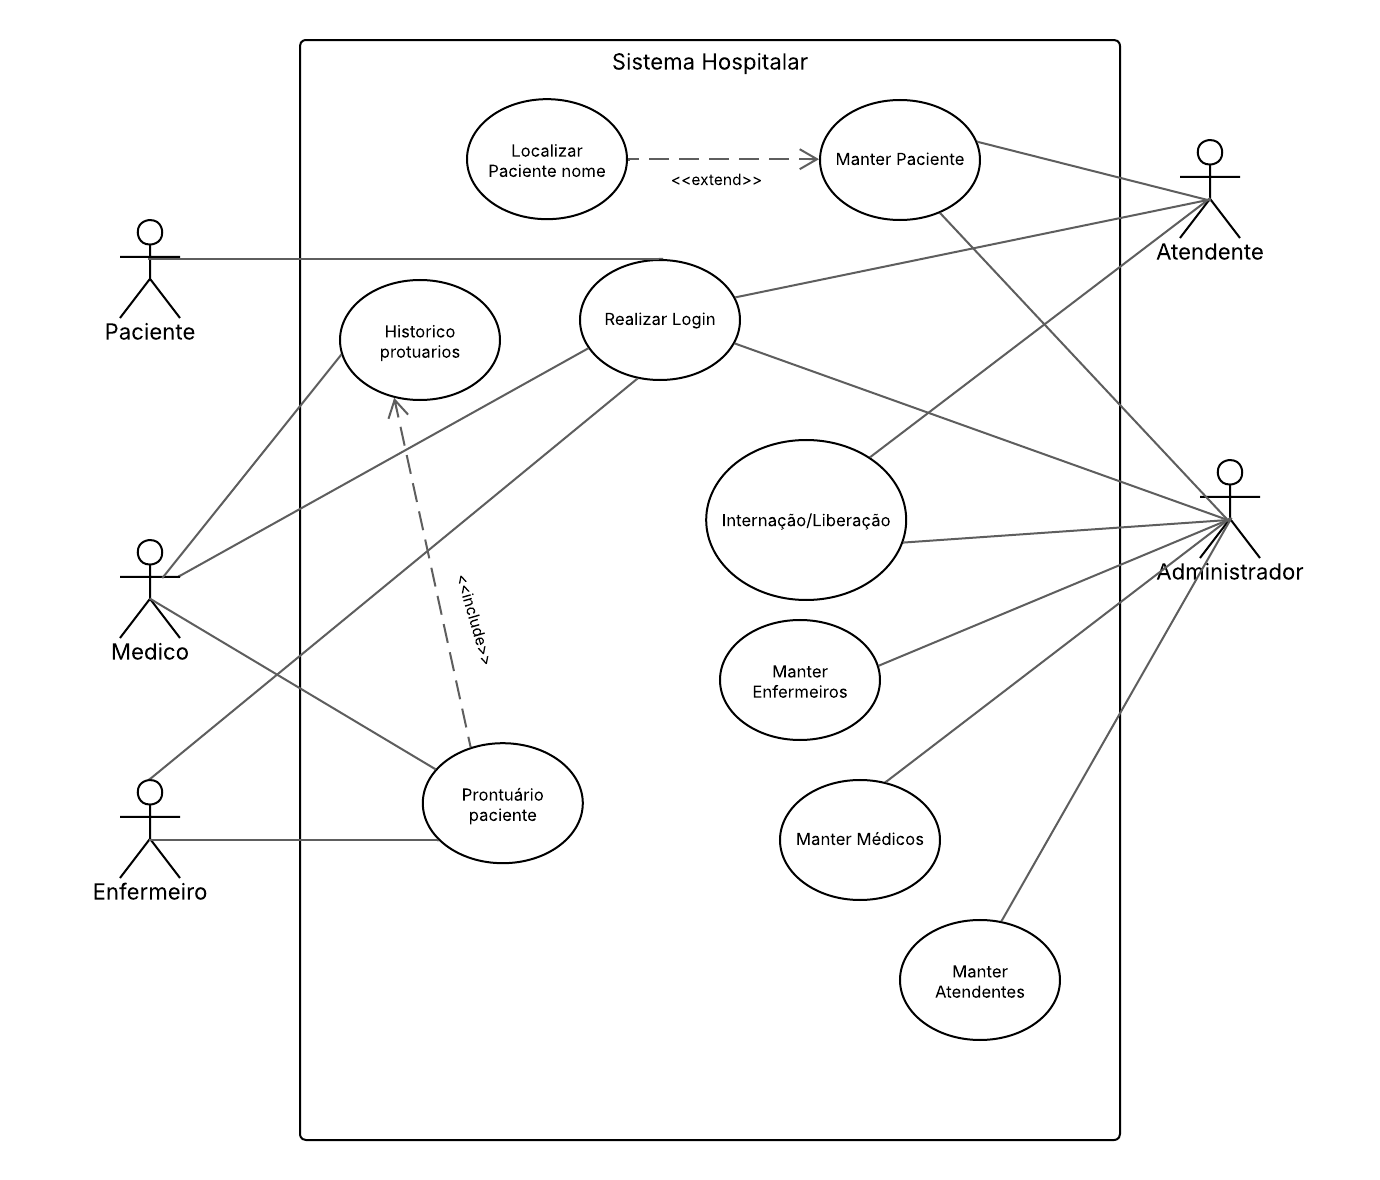 Sistema Hospitalar
Localizar
Paciente nome
<<extend>>
Manter Paciente
Atendente
Paciente
Historico
protuarios
Realizar Login
Internação/Liberação
Administrador
Medico
<<include>>
Manter
Enfermeiros
Prontuário
paciente
Manter Médicos
Enfermeiro
Manter
Atendentes